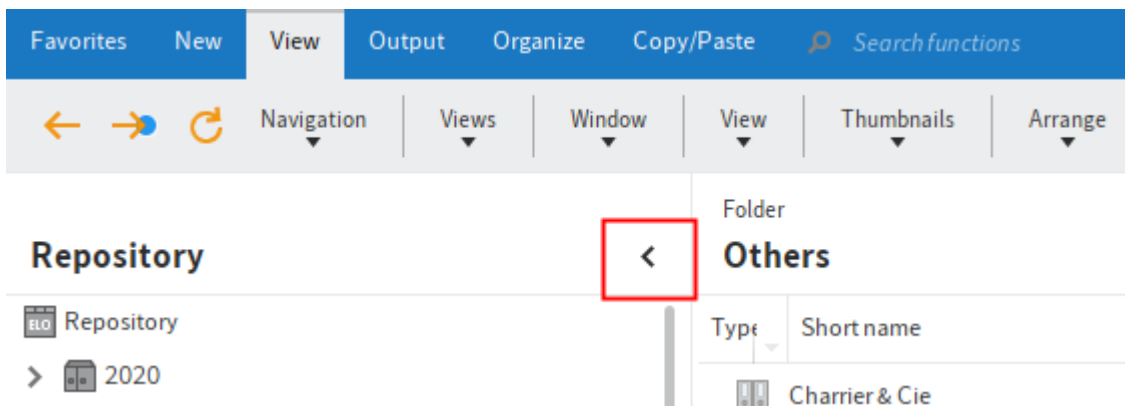 Favorites New View Output Organize Copy/Paste Search functions
Navigation Views Window View Thumbnails Arrange
Folder
Repository Others
ELO Repository
Type Short name
2020
Charrier & Cie